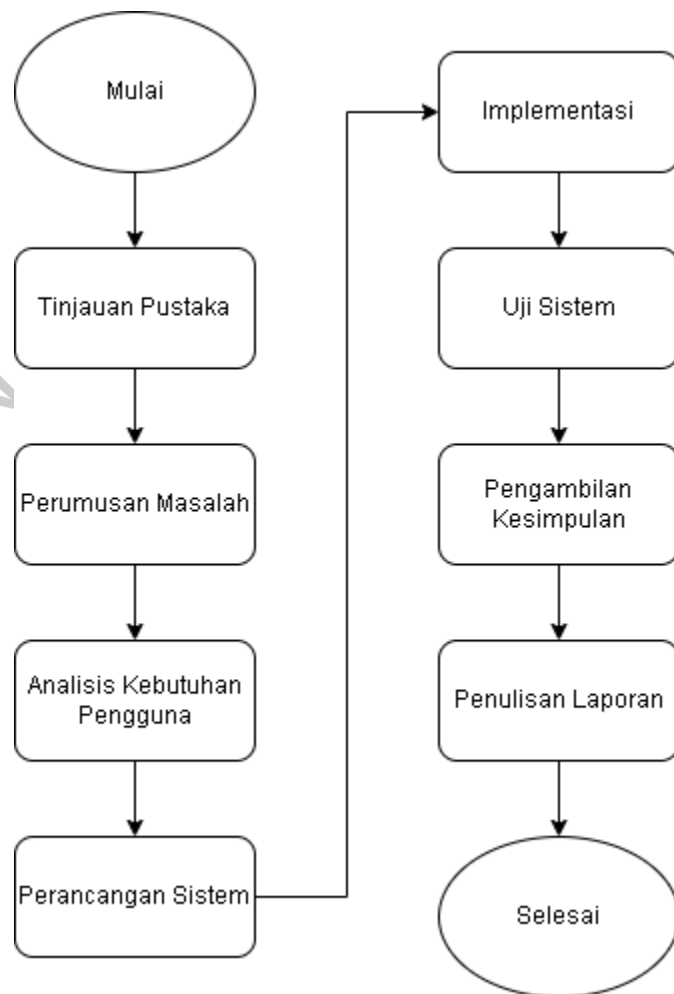 Mulai
Tinjauan Pustaka
Perumusan Masalah
Analisis Kebutuhan
Pengguna
Perancangan Sistem
Implementasi
Uji Sistem
Pengambilan
Kesimpulan
Penulisan Laporan
Selesai